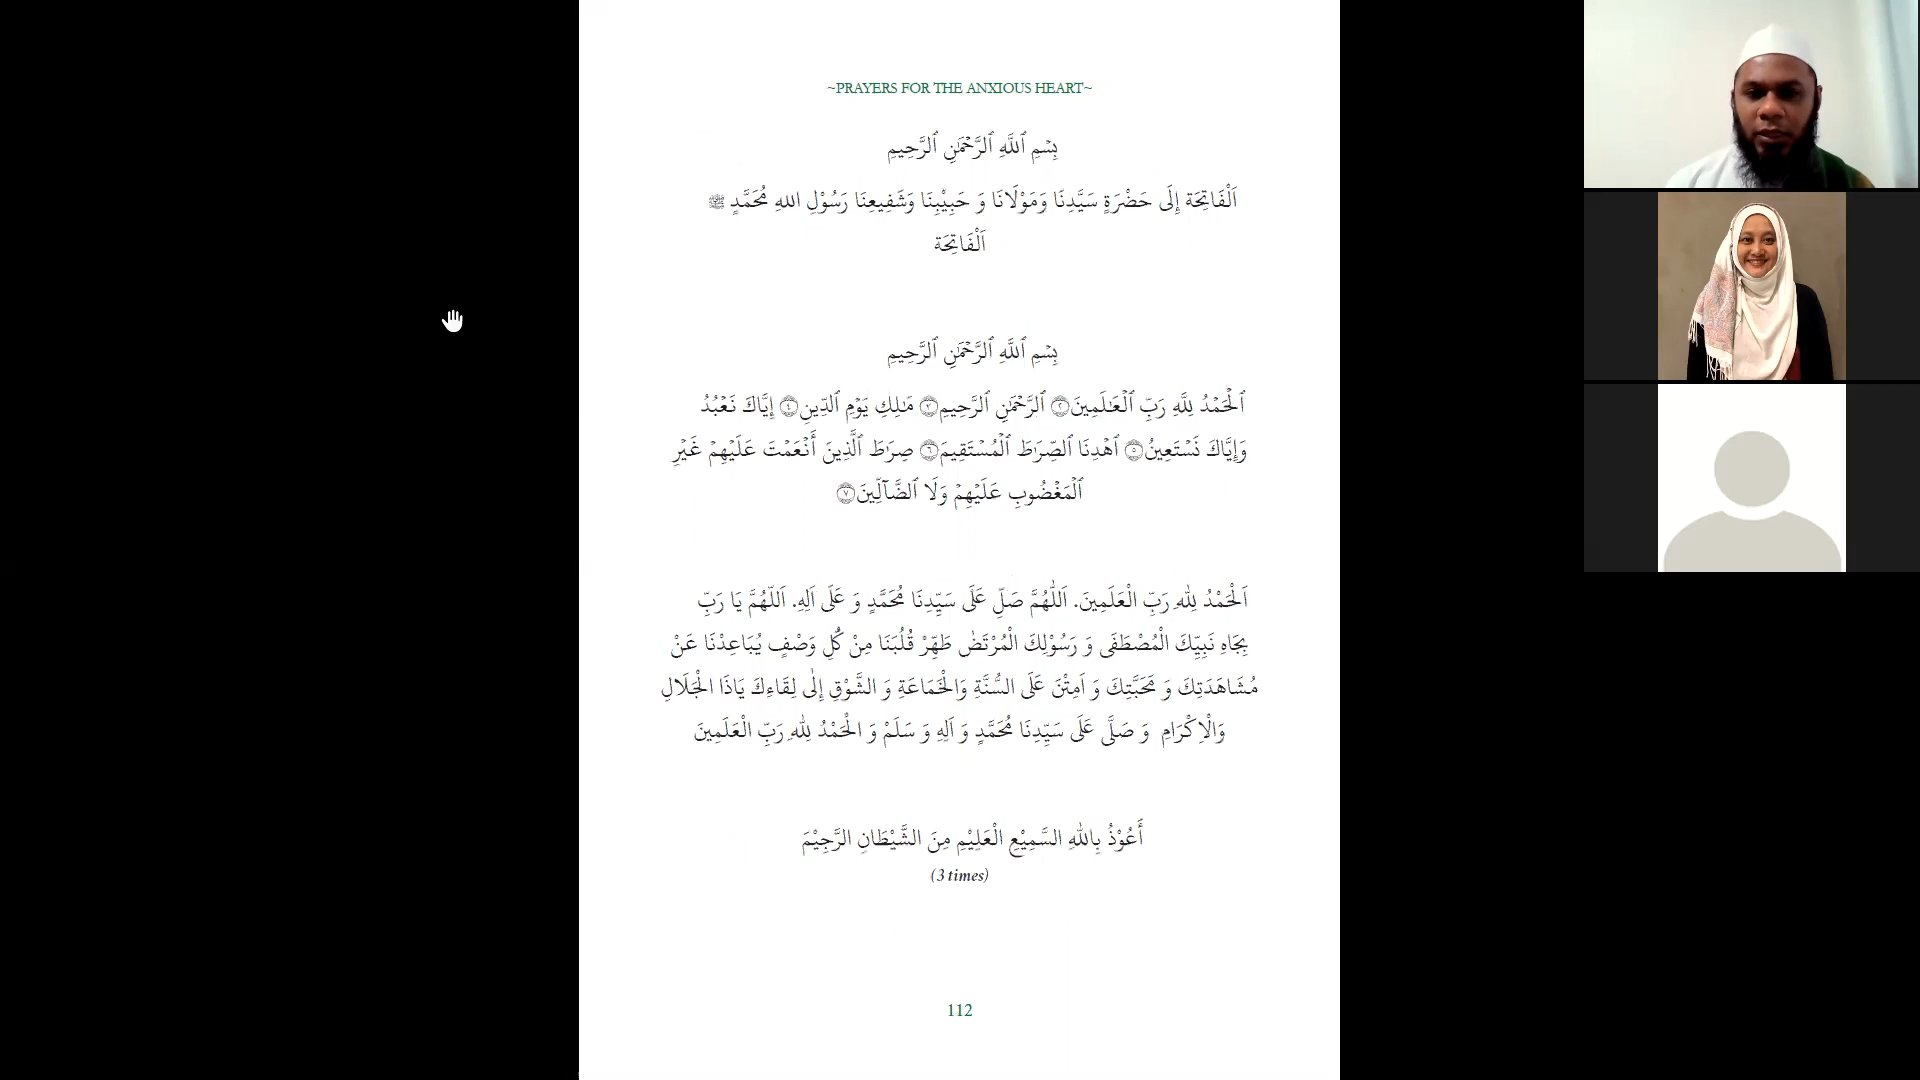 ~PRAYERS FOR THE ANXIOUS HEART~
بِسْمِ ٱللَّهِ ٱلرَّحْمَٰنِ ٱلرَّحِيمِ
اَلْفَاتِحَة إِلَى حَضْرَةِ سَيَّدِنَا وَمَوْلَانَا وَ حَبِيْبِنَا وَشَفِيعِنَا رَسُوْلِ اللهِ مُحَمَّدٍ ﷺ
اَلْفَاتِحَة
بِسْمِ ٱللَّهِ ٱلرَّحْمَٰنِ ٱلرَّحِيمِ
ٱلْحَمْدُ لِلَّهِ رَبِّ ٱلْعَٰلَمِينَ۝٢ ٱلرَّحْمَٰنِ ٱلرَّحِيمِ۝٣ مَٰلِكِ يَوْمِ ٱلدِّينِ۝٤ إِيَّاكَ نَعْبُدُ
وَإِيَّاكَ نَسْتَعِينُ۝٥ ٱهْدِنَا ٱلصِّرَٰطَ ٱلْمُسْتَقِيمَ۝٦ صِرَٰطَ ٱلَّذِينَ أَنْعَمْتَ عَلَيْهِمْ غَيْرِ
ٱلْمَغْضُوبِ عَلَيْهِمْ وَلَا ٱلضَّآلِّينَ۝٧
اَلْحَمْدُ لِلّٰهِ رَبِّ الْعَلَمِينَ. اَللّٰهُمَّ صَلِّ عَلَى سَيِّدِنَا مُحَمَّدٍ وَ عَلَى اَلِهِ. اَللّٰهُمَّ يَا رَبِّ
بِجَاهِ نَبِيِّكَ الْمُصْطَفَى وَ رَسُوْلِكَ الْمُرْتَضٰ طَهِّرْ قُلُبَنَا مِنْ كُلِ وَصْفٍ يُبَاعِدْنَا عَنْ
مُشَاهَدَتِكَ وَ مَحَبَّتِكَ وَ اَمِتْنَ عَلَى السُّنَّةِ وَالْخَمَاعَةِ وَ الشَّوْقِ إِلٰى لِقَاءِكَ يَاذَا الْجَلَالِ
وَالْاِكْرَامِ وَ صَلَّى عَلَى سَيِّدِنَا مُحَمَّدٍ وَ اَلِهِ وَ سَلَمْ وَ الْحَمْدُ لِلّٰهِ رَبِّ الْعَلَمِينَ
أَعُوْذُ بِاللّٰهِ السَّمِيْعِ الْعَلِيْمِ مِنَ الشَّيْطَانِ الرَّجِيْمَ
(3 times)
112